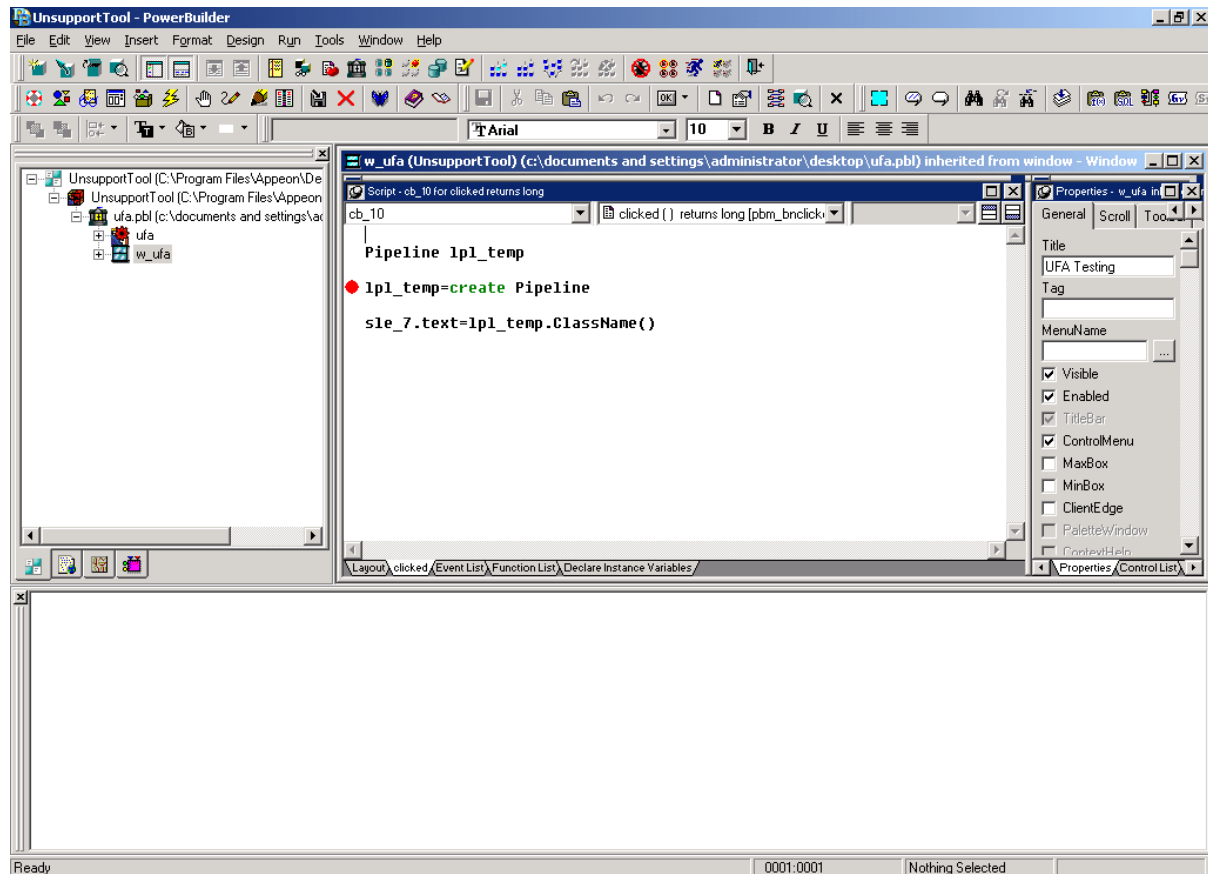 UnsupportTool - PowerBuilder
File Edit View Insert Format Design Run Tools Window Help
Arial 10 B I U
w_ufa (UnsupportTool) (c:\documents and settings\administrator\desktop\ufa.pbl) inherited from window - Window
UnsupportTool (C:\Program Files\Appeon\De
UnsupportTool (C:\Program Files\Appeon
ufa.pbl (c:\documents and settings\ad
ufa
w_ufa
Script - cb_10 for clicked returns long
cb_10
clicked ( ) returns long [pbm_bnclick
Pipeline lpl_temp
lpl_temp=create Pipeline
sle_7.text=lpl_temp.ClassName()
Layout clicked Event List Function List Declare Instance Variables
Properties - w_ufa in
General Scroll
Title
UFA Testing
Tag
MenuName
...
Visible
Enabled
TitleBar
ControlMenu
MaxBox
MinBox
ClientEdge
PaletteWindow
ContextHelp
Properties Control List
Ready 0001:0001 Nothing Selected